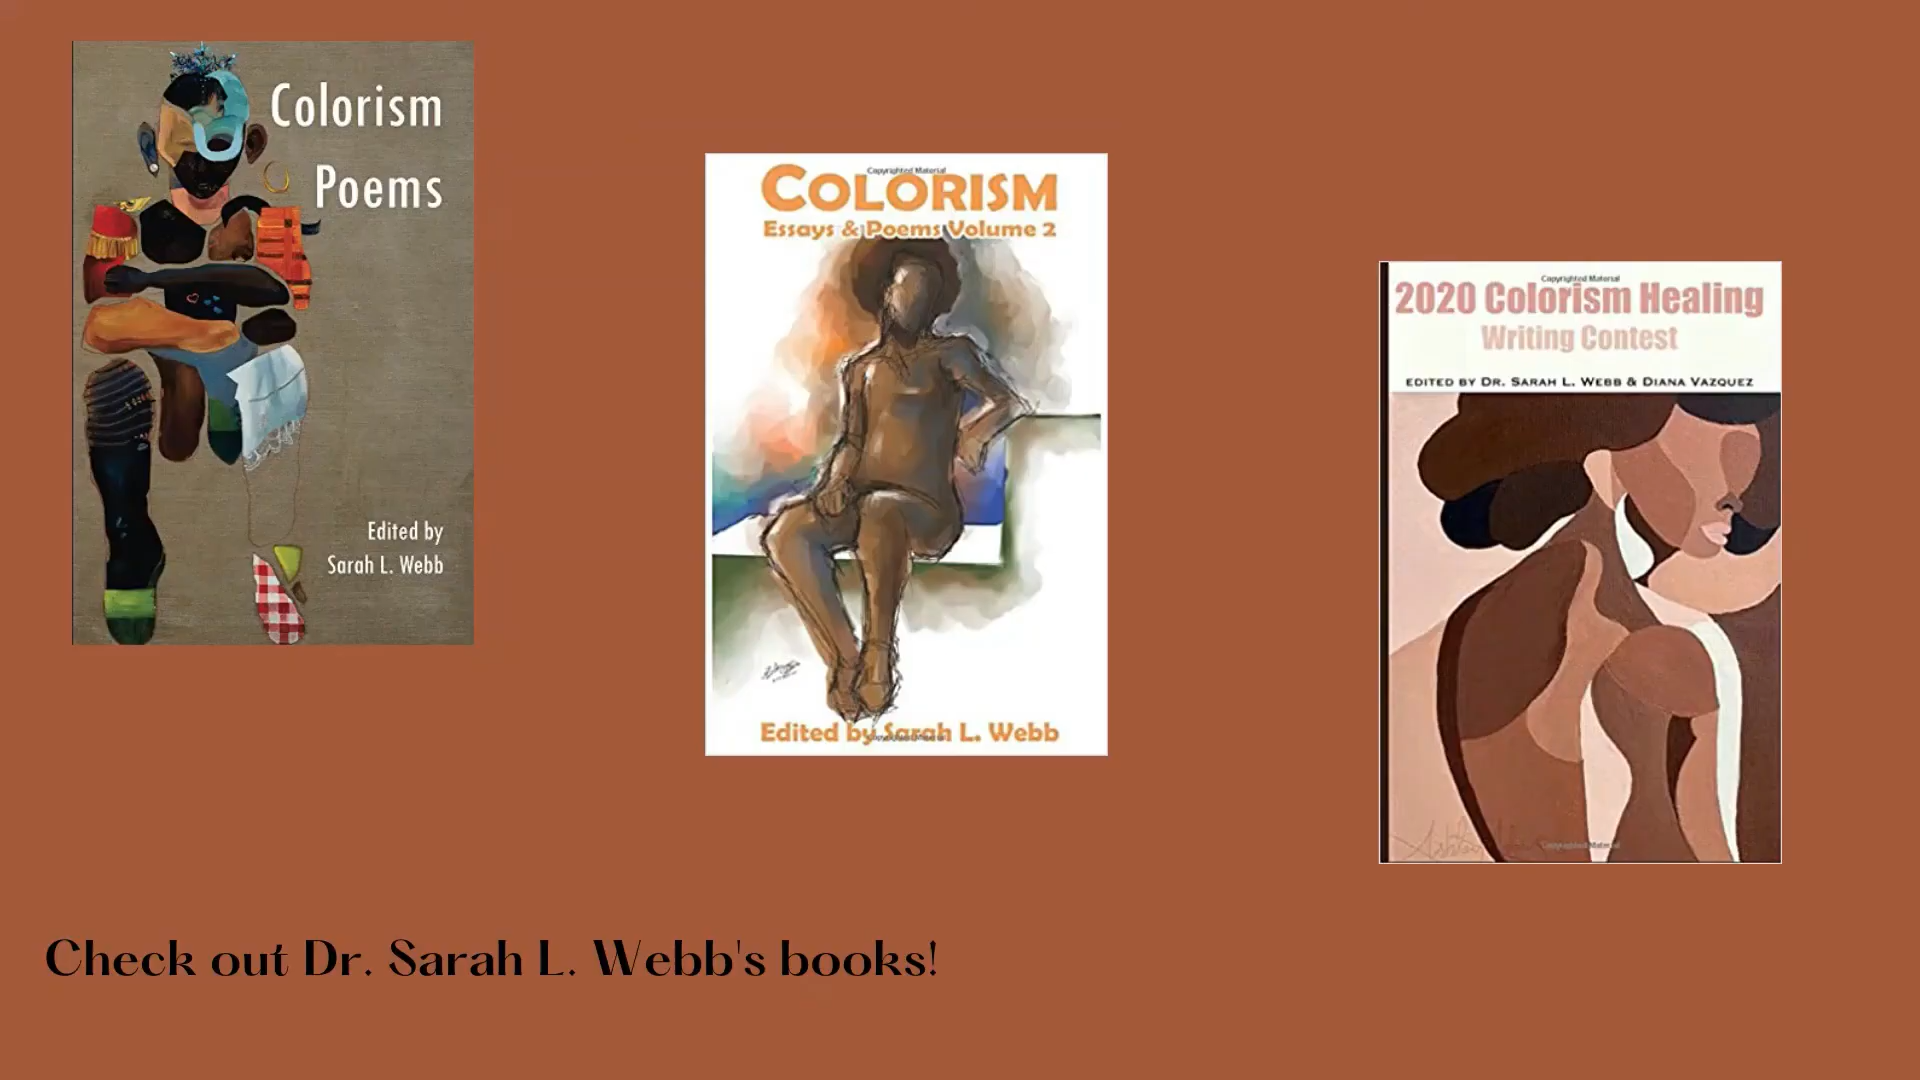 Colorism
Poems
Edited by
Sarah L. Webb
Copyrighted Material
COLORISM
Essays & Poems Volume 2
Edited by Sarah L. Webb
Copyrighted Material
Copyrighted Material
2020 Colorism Healing
Writing Contest
EDITED BY DR. SARAH L. WEBB & DIANA VAZQUEZ
Copyrighted Material
Check out Dr. Sarah L. Webb's books!